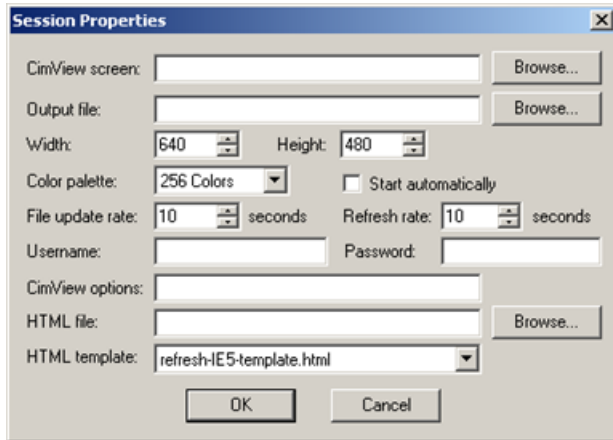 Session Properties
CimView screen: Browse...
Output file: Browse...
Width: 640 Height: 480
Color palette: 256 Colors Start automatically
File update rate: 10 seconds Refresh rate: 10 seconds
Username: Password:
CimView options:
HTML file: Browse...
HTML template: refresh-IE5-template.html
OK Cancel